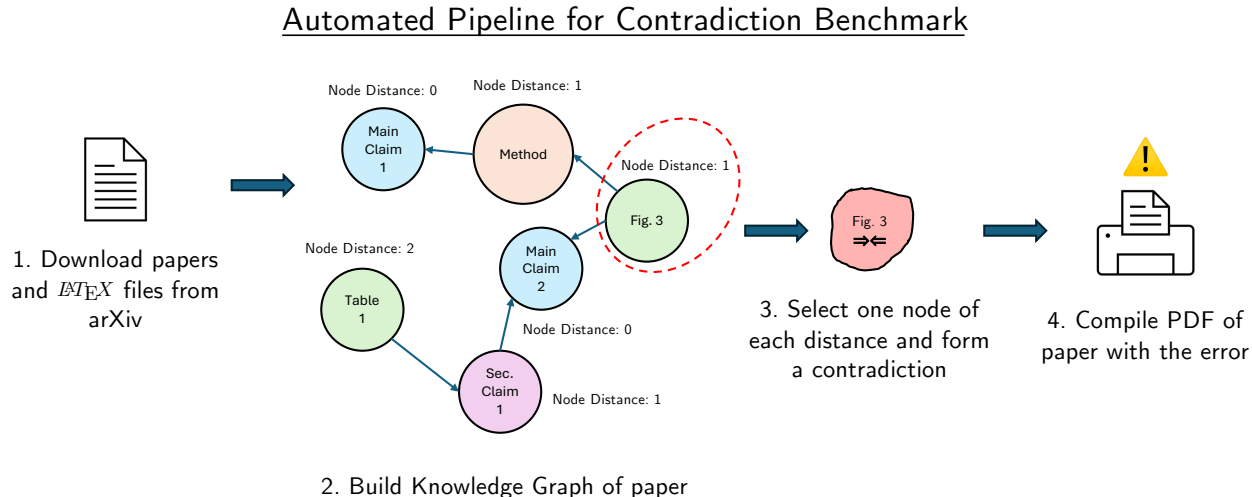 Automated Pipeline for Contradiction Benchmark
1. Download papers
and LATEX files from
arXiv
Node Distance: 0
Main
Claim
1
Node Distance: 1
Method
Node Distance: 1
Fig. 3
Main
Claim
2
Node Distance: 0
Node Distance: 2
Table
1
Sec.
Claim
1
Node Distance: 1
2. Build Knowledge Graph of paper
Fig. 3
⇒⇐
3. Select one node of
each distance and form
a contradiction
!
4. Compile PDF of
paper with the error